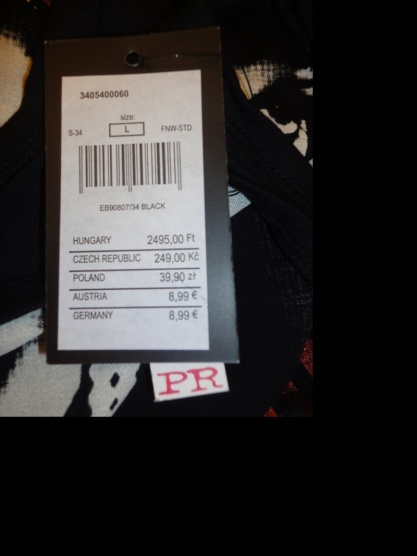 3405400060
size:
S-34 L FNW-STD
EB90807/34 BLACK
HUNGARY 2495,00 Ft
CZECH REPUBLIC 249,00 Kč
POLAND 39,90 zł
AUSTRIA 8,99 €
GERMANY 8,99 €
PR